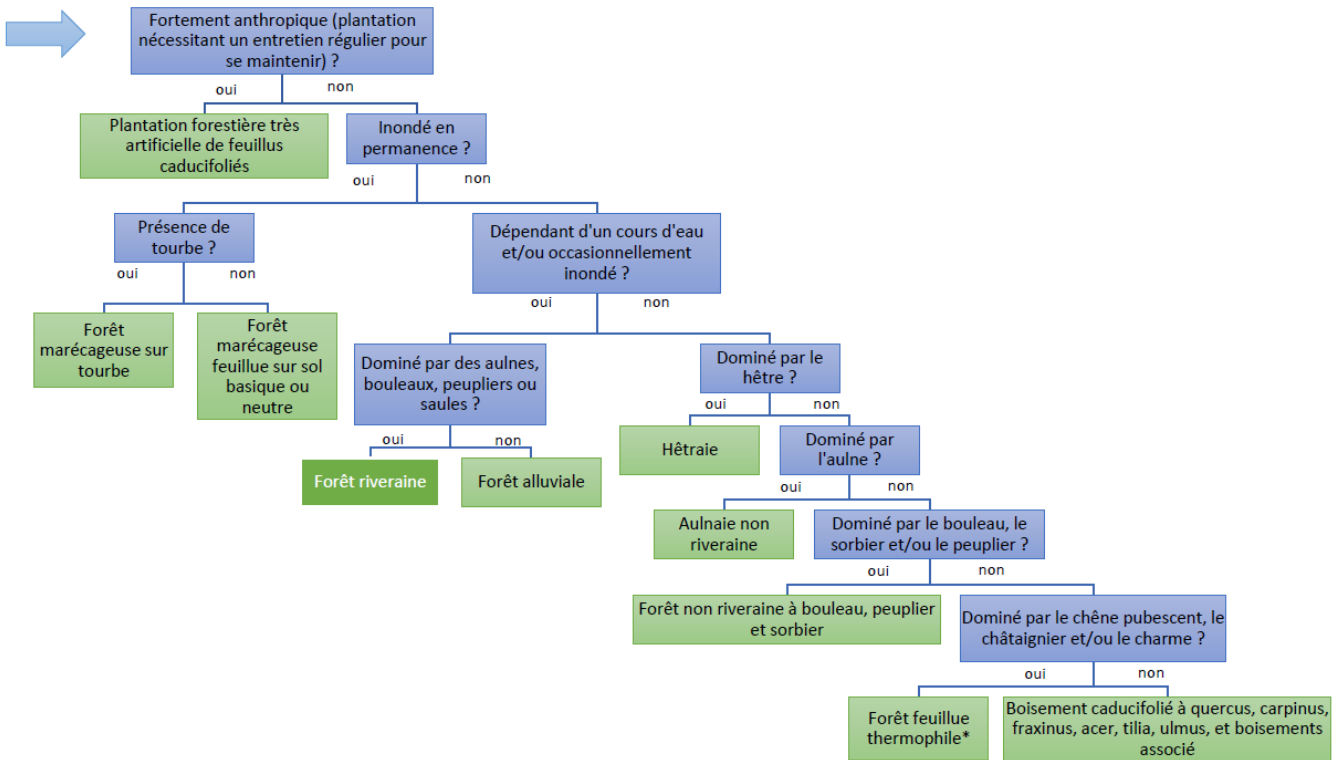 Fortement anthropique (plantation
nécessitant un entretien régulier pour
se maintenir) ?
oui
non
Plantation forestière très
artificielle de feuillus
caducifoliés
Inondé en
permanence ?
oui
non
Présence de
tourbe ?
Dépendant d'un cours d'eau
et/ou occasionnellement
inondé ?
oui
non
oui
non
Forêt
marécageuse sur
tourbe
Forêt
marécageuse
feuillue sur sol
basique ou
neutre
Dominé par des aulnes,
bouleaux, peupliers ou
saules ?
Dominé par le
hêtre ?
oui
non
oui
non
Forêt riveraine
Forêt alluviale
Hêtraie
Dominé par
l'aulne ?
oui
non
Aulnaie non
riveraine
Dominé par le bouleau, le
sorbier et/ou le peuplier ?
oui
non
Forêt non riveraine à bouleau, peuplier
et sorbier
Dominé par le chêne pubescent, le
châtaignier et/ou le charme ?
oui
non
Forêt feuillue
thermophile*
Boisement caducifolié à quercus, carpinus,
fraxinus, acer, tilia, ulmus, et boisements
associé